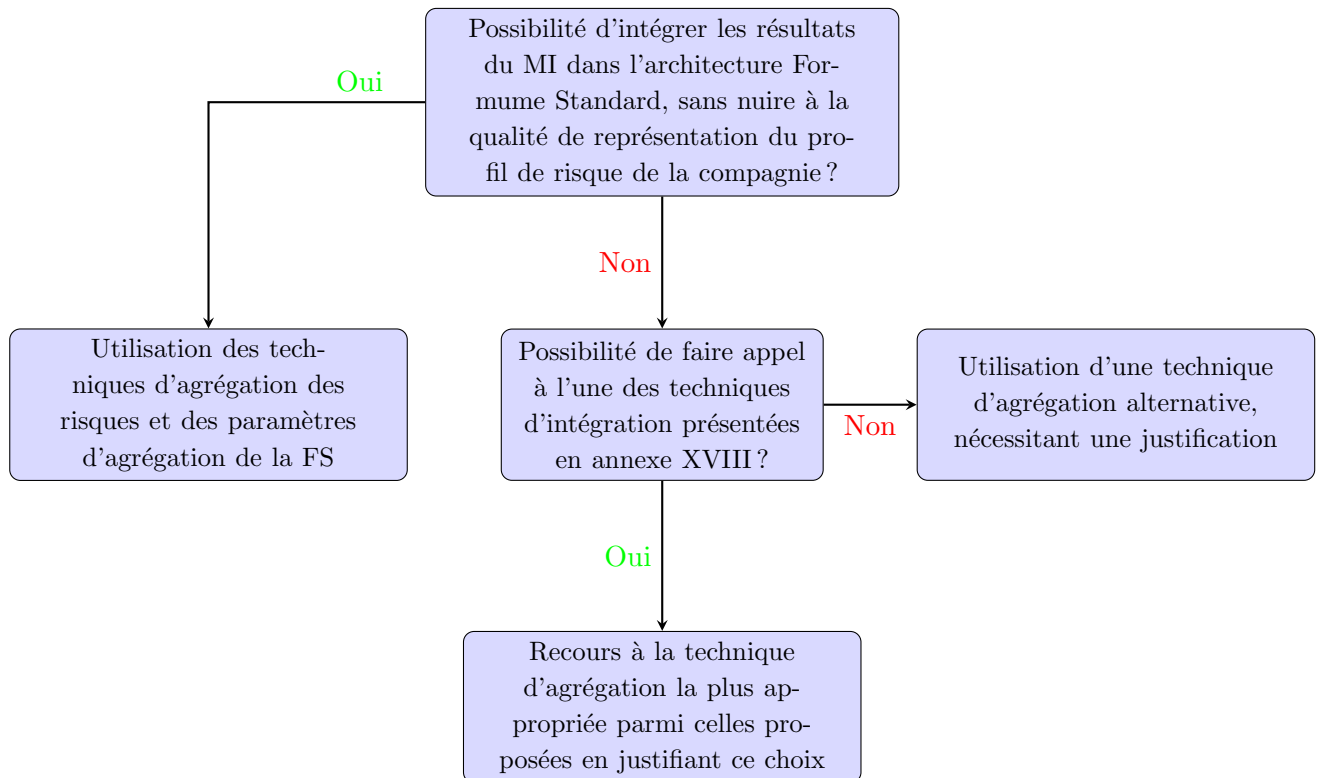 Possibilité d'intégrer les résultats
du MI dans l'architecture For-
mume Standard, sans nuire à la
qualité de représentation du pro-
fil de risque de la compagnie ?
Oui
Non
Utilisation des tech-
niques d'agrégation des
risques et des paramètres
d'agrégation de la FS
Possibilité de faire appel
à l'une des techniques
d'intégration présentées
en annexe XVIII ?
Non
Utilisation d'une technique
d'agrégation alternative,
nécessitant une justification
Oui
Recours à la technique
d'agrégation la plus ap-
propriée parmi celles pro-
posées en justifiant ce choix